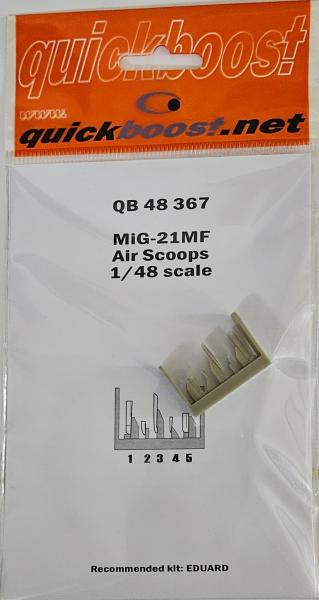 quickboost
www.
quickboost.net
QB 48 367
MiG-21MF
Air Scoops
1/48 scale
1 2 3 4 5
Recommended kit: EDUARD